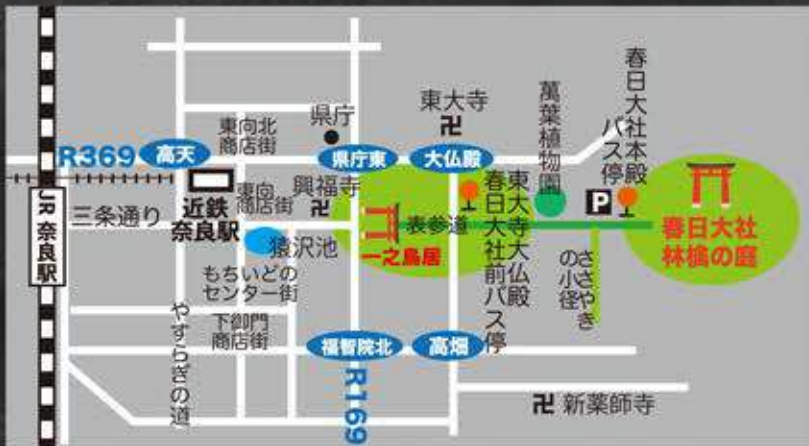 春日大社本殿
バス停
萬葉植物園
東大寺
県庁
東向北
商店街
R369
高天
県庁東
大仏殿
P
JR 奈良駅
近鉄
奈良駅
東向
商店街
興福寺
三条通り
表参道
一之鳥居
東大寺大仏殿
春日大社前バス停
春日大社
林檎の庭
猿沢池
もちいどの
センター街
ささやき
の小径
やすらぎの道
下御門
商店街
福智院北
高畑
R169
新薬師寺